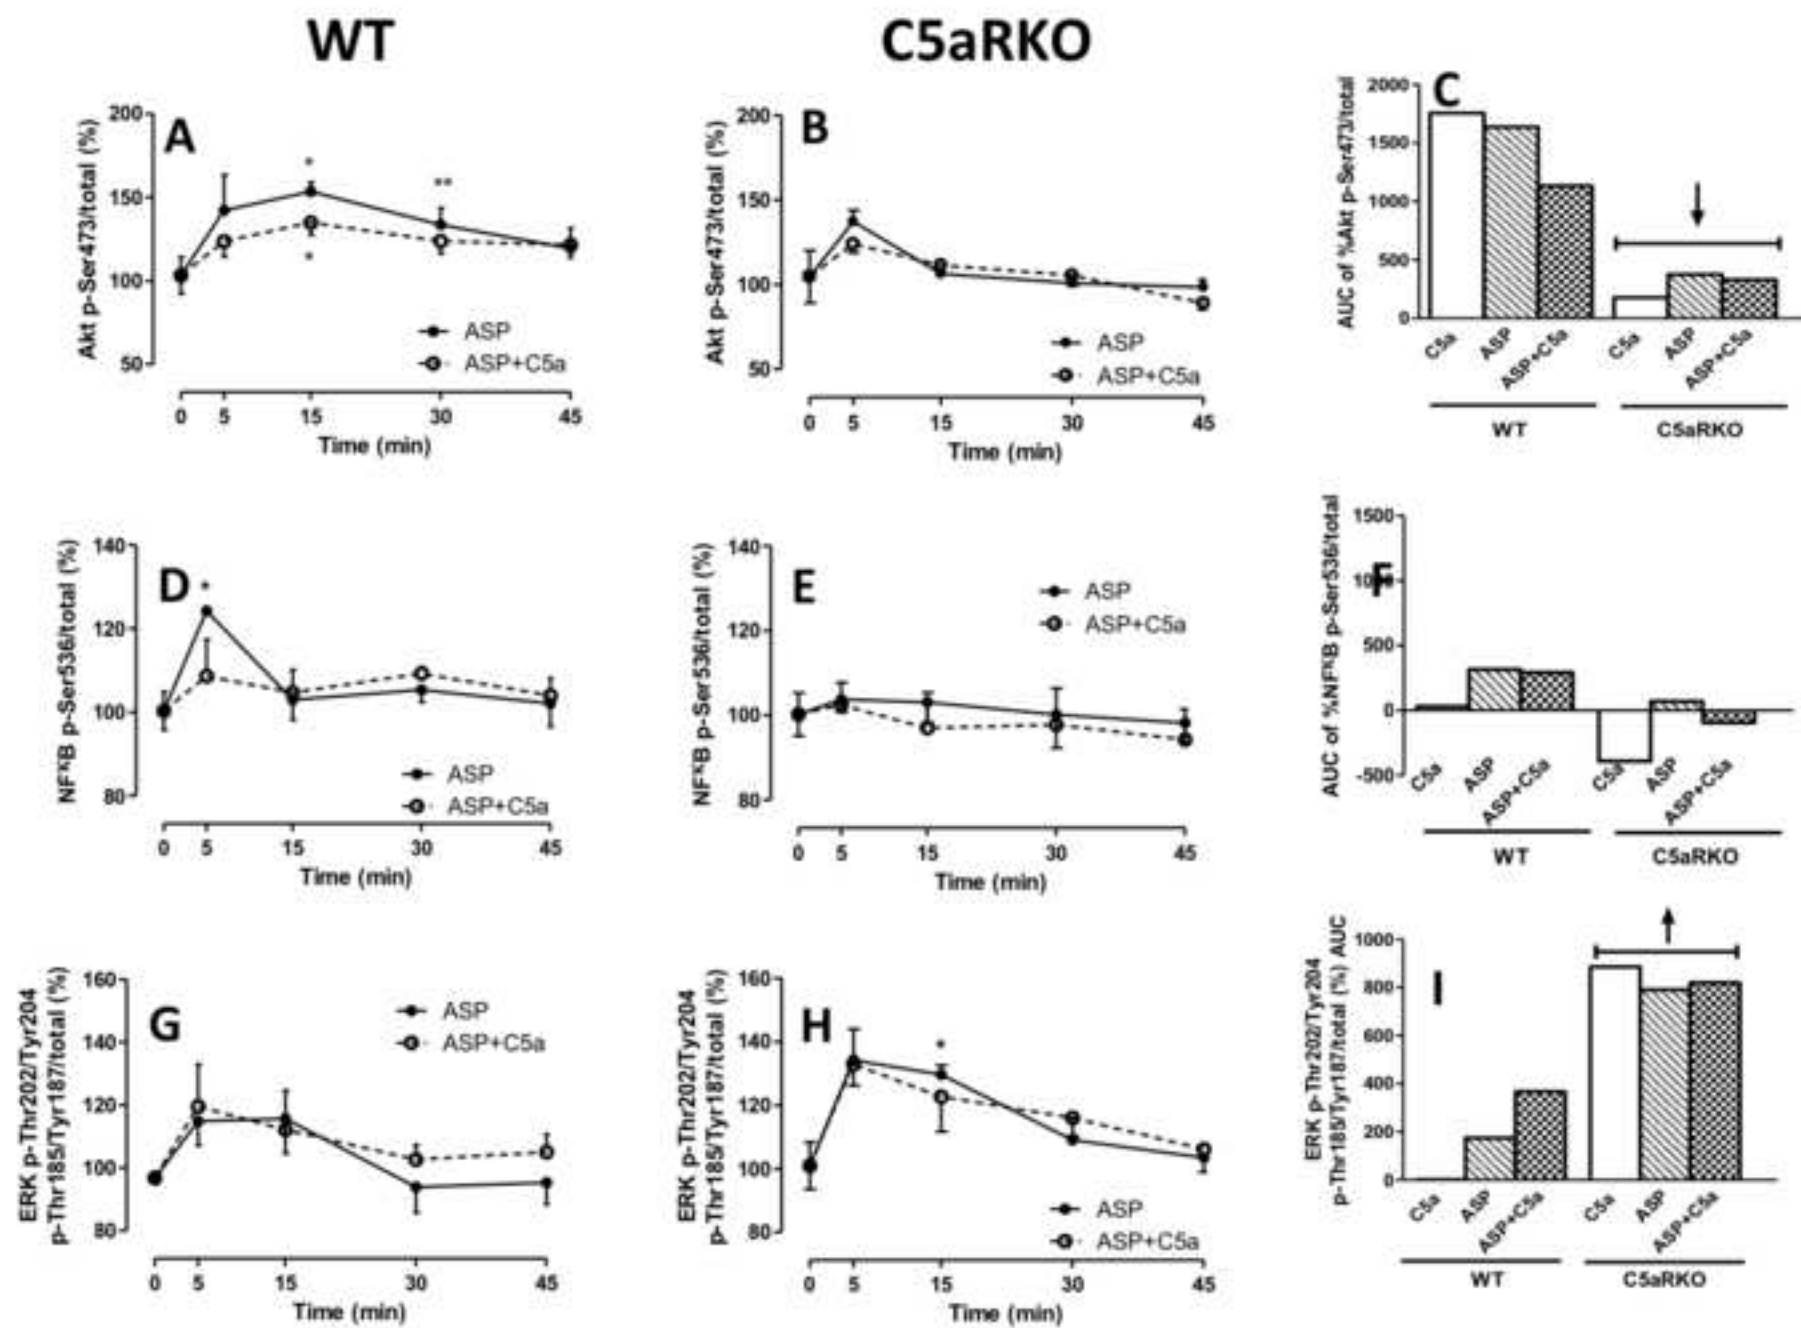 WT
C5aRKO
A
Akt p-Ser473/total (%)
200
150
100
50
*
**
*
ASP
ASP+C5a
0 5 15 30 45
Time (min)
B
Akt p-Ser473/total (%)
200
150
100
50
ASP
ASP+C5a
0 5 15 30 45
Time (min)
C
AUC of %Akt p-Ser473/total
2000
1500
1000
500
0
C5a ASP ASP+C5a C5a ASP ASP+C5a
WT C5aRKO
D
NFᴷB p-Ser536/total (%)
140
120
100
80
*
ASP
ASP+C5a
0 5 15 30 45
Time (min)
E
NFᴷB p-Ser536/total (%)
140
120
100
80
ASP
ASP+C5a
0 5 15 30 45
Time (min)
F
AUC of %NFᴷB p-Ser536/total
1500
1000
500
0
-500
C5a ASP ASP+C5a C5a ASP ASP+C5a
WT C5aRKO
G
ERK p-Thr202/Tyr204
p-Thr185/Tyr187/total (%)
160
140
120
100
80
ASP
ASP+C5a
0 5 15 30 45
Time (min)
H
ERK p-Thr202/Tyr204
p-Thr185/Tyr187/total (%)
160
140
120
100
80
*
ASP
ASP+C5a
0 5 15 30 45
Time (min)
I
ERK p-Thr202/Tyr204
p-Thr185/Tyr187/total (%) AUC
1000
800
600
400
200
0
C5a ASP ASP+C5a C5a ASP ASP+C5a
WT C5aRKO